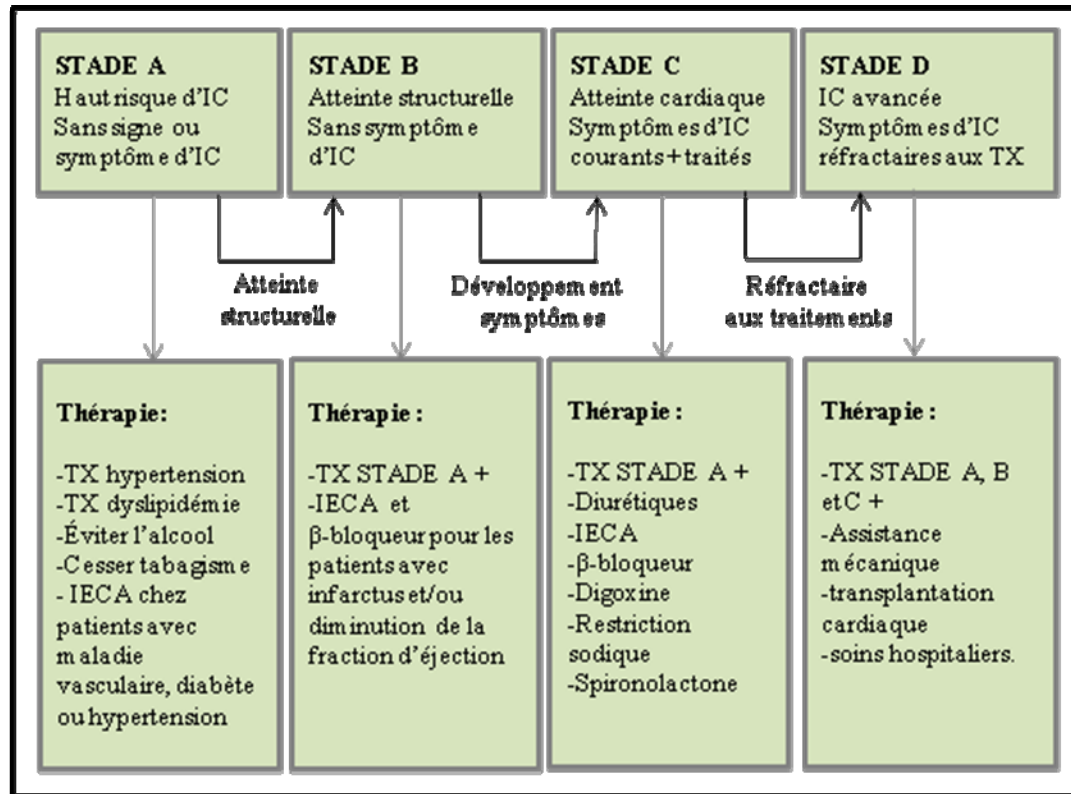 STADE A
Haut risque d'IC
Sans signe ou
symptôme d'IC
STADE B
Atteinte structurelle
Sans symptôme
d'IC
STADE C
Atteinte cardiaque
Symptômes d'IC
courants+traités
STADE D
IC avancée
Symptômes d'IC
réfractaires aux TX
Atteinte
structurelle
Développement
symptômes
Réfractaire
aux traitements
Thérapie:
-TX hypertension
-TX dyslipidémie
-Éviter l'alcool
-Cesser tabagisme
- IECA chez
patients avec
maladie
vasculaire, diabète
ou hypertension
Thérapie :
-TX STADE A +
-IECA et
β-bloqueur pour les
patients avec
infarctus et/ou
diminution de la
fraction d'éjection
Thérapie :
-TX STADE A +
-Diurétiques
-IECA
-β-bloqueur
-Digoxine
-Restriction
sodique
-Spironolactone
Thérapie :
-TX STADE A, B
et C +
-Assistance
mécanique
-transplantation
cardiaque
-soins hospitaliers.